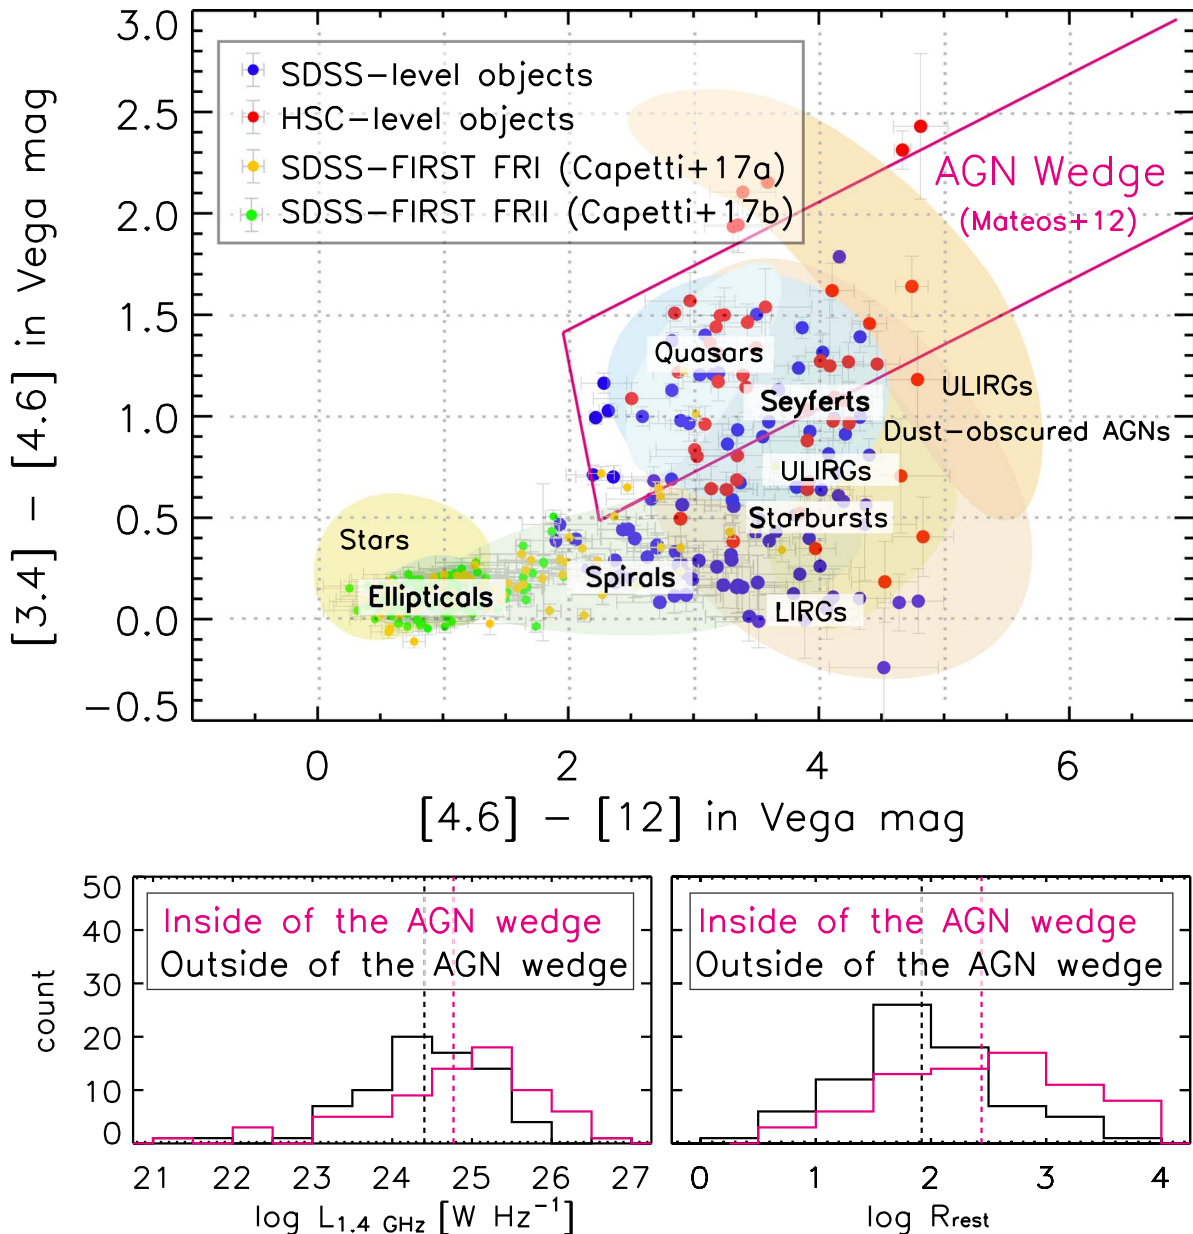 3.0
2.5
2.0
1.5
1.0
0.5
0.0
−0.5
[3.4] − [4.6] in Vega mag
SDSS−level objects
HSC−level objects
SDSS−FIRST FRI (Capetti+17a)
SDSS−FIRST FRII (Capetti+17b)
AGN Wedge
(Mateos+12)
Quasars
Seyferts
ULIRGs
Dust−obscured AGNs
ULIRGs
Starbursts
Stars
Spirals
Ellipticals
LIRGs
0 2 4 6
[4.6] − [12] in Vega mag
50
40
30
20
10
0
count
Inside of the AGN wedge
Outside of the AGN wedge
21 22 23 24 25 26 27
log L1.4 GHz [W Hz−1]
Inside of the AGN wedge
Outside of the AGN wedge
0 1 2 3 4
log Rrest